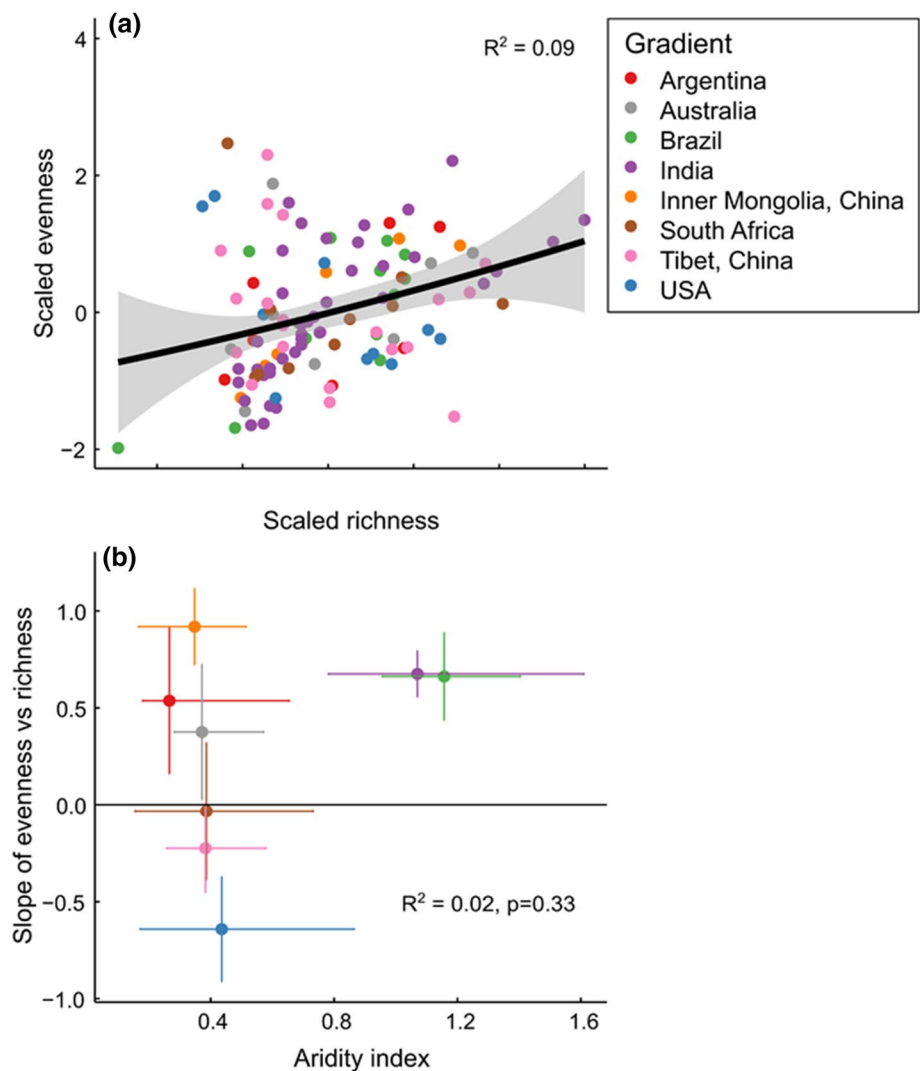 (a)
R² = 0.09
4
2
0
−2
Scaled evenness
Scaled richness
Gradient
Argentina
Australia
Brazil
India
Inner Mongolia, China
South Africa
Tibet, China
USA
(b)
1.0
0.5
0.0
−0.5
−1.0
Slope of evenness vs richness
R² = 0.02, p=0.33
0.4 0.8 1.2 1.6
Aridity index